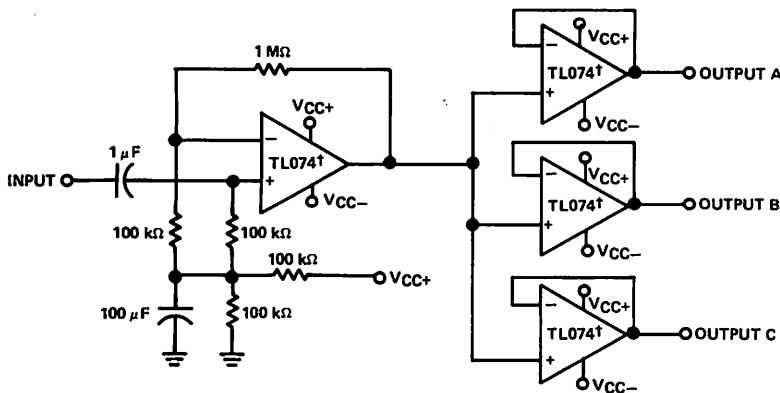 1 MΩ
VCC+
−
TL074†
+
VCC−
INPUT
1 μF
100 kΩ
100 kΩ
100 kΩ
VCC+
100 μF
100 kΩ
−
VCC+
TL074†
+
VCC−
OUTPUT A
−
VCC+
TL074†
+
VCC−
OUTPUT B
−
VCC+
TL074†
+
VCC−
OUTPUT C